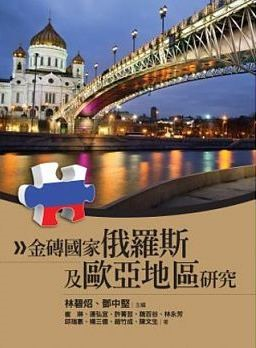 »金磚國家俄羅斯
及歐亞地區研究
林碧炤、鄧中堅 主編
崔琳、連弘宜、許菁芸、魏百谷、林永芳
邱瑞惠、楊三億、趙竹成、陳文生 著